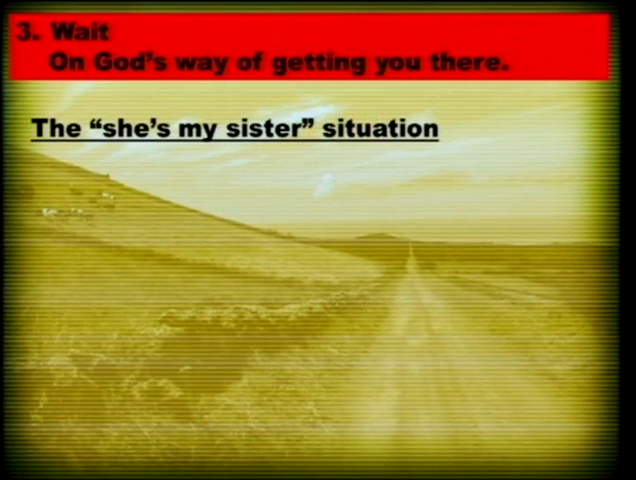 3. Wait
On God's way of getting you there.
The “she's my sister” situation